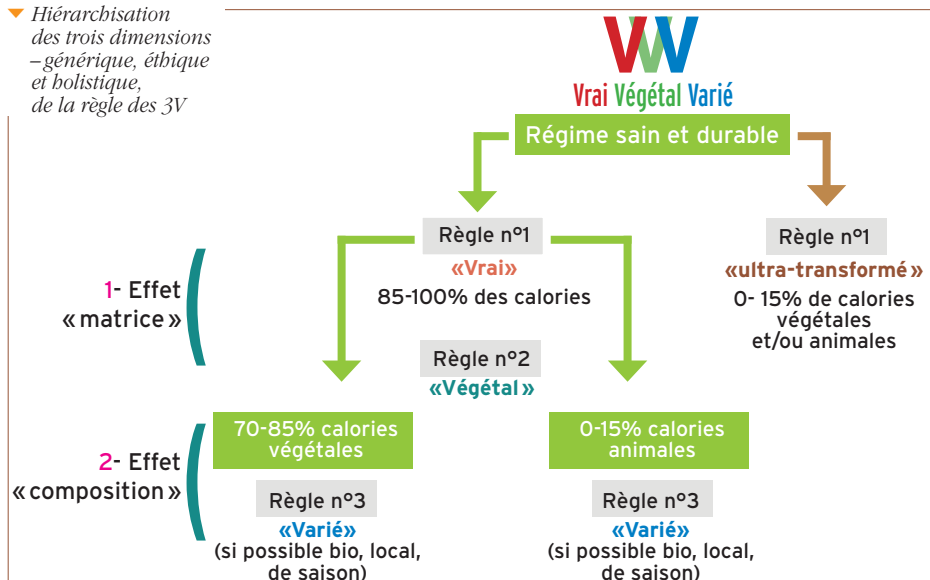 Hiérarchisation
des trois dimensions
– générique, éthique
et holistique,
de la règle des 3V
VVV
Vrai Végétal Varié
Régime sain et durable
Règle n°1
«Vrai»
85-100% des calories
Règle n°1
«ultra-transformé»
0- 15% de calories
végétales
et/ou animales
1- Effet
«matrice»
Règle n°2
«Végétal»
70-85% calories
végétales
0-15% calories
animales
2- Effet
«composition»
Règle n°3
«Varié»
(si possible bio, local,
de saison)
Règle n°3
«Varié»
(si possible bio, local,
de saison)